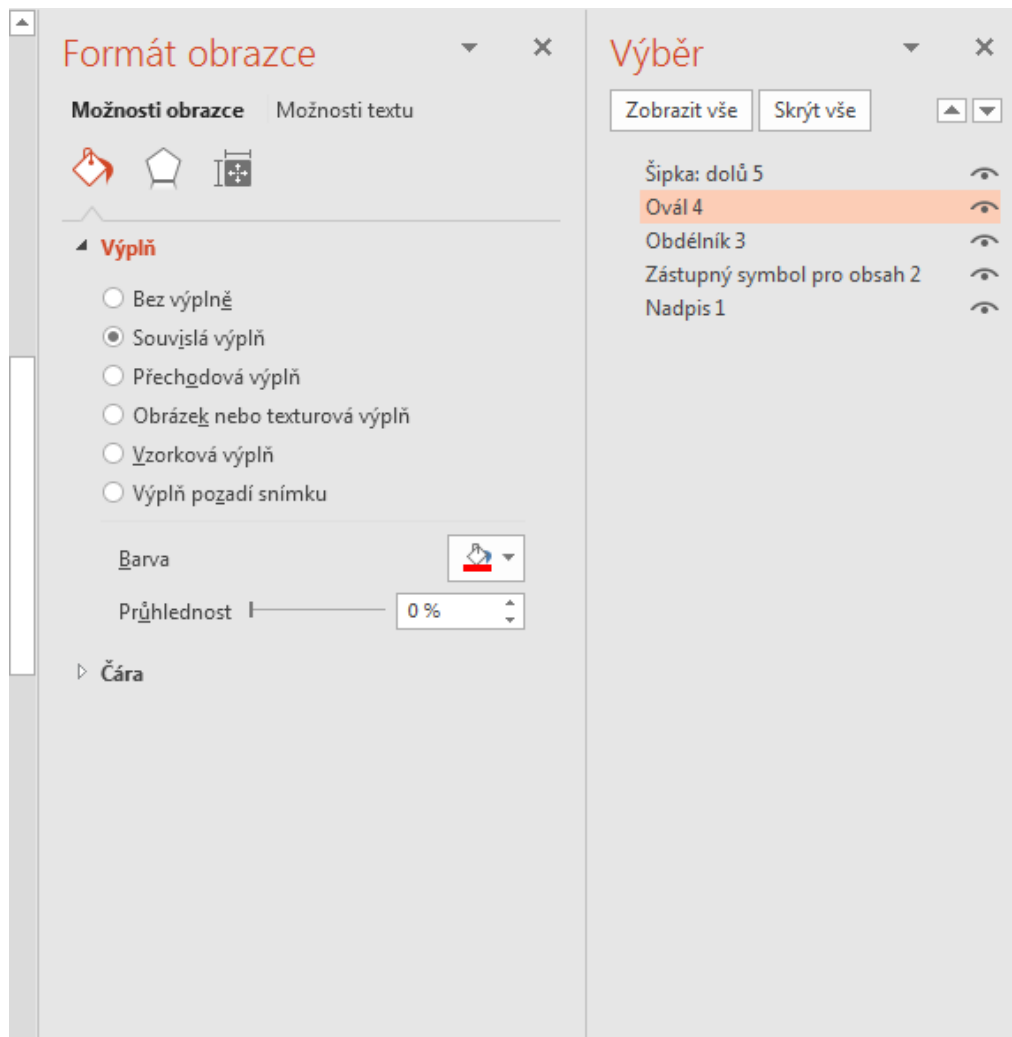 Formát obrazce
Možnosti obrazce Možnosti textu
Výplň
Bez výplně
Souvislá výplň
Přechodová výplň
Obrázek nebo texturová výplň
Vzorková výplň
Výplň pozadí snímku
Barva
Průhlednost 0 %
Čára
Výběr
Zobrazit vše Skrýt vše
Šipka: dolů 5
Ovál 4
Obdélník 3
Zástupný symbol pro obsah 2
Nadpis 1